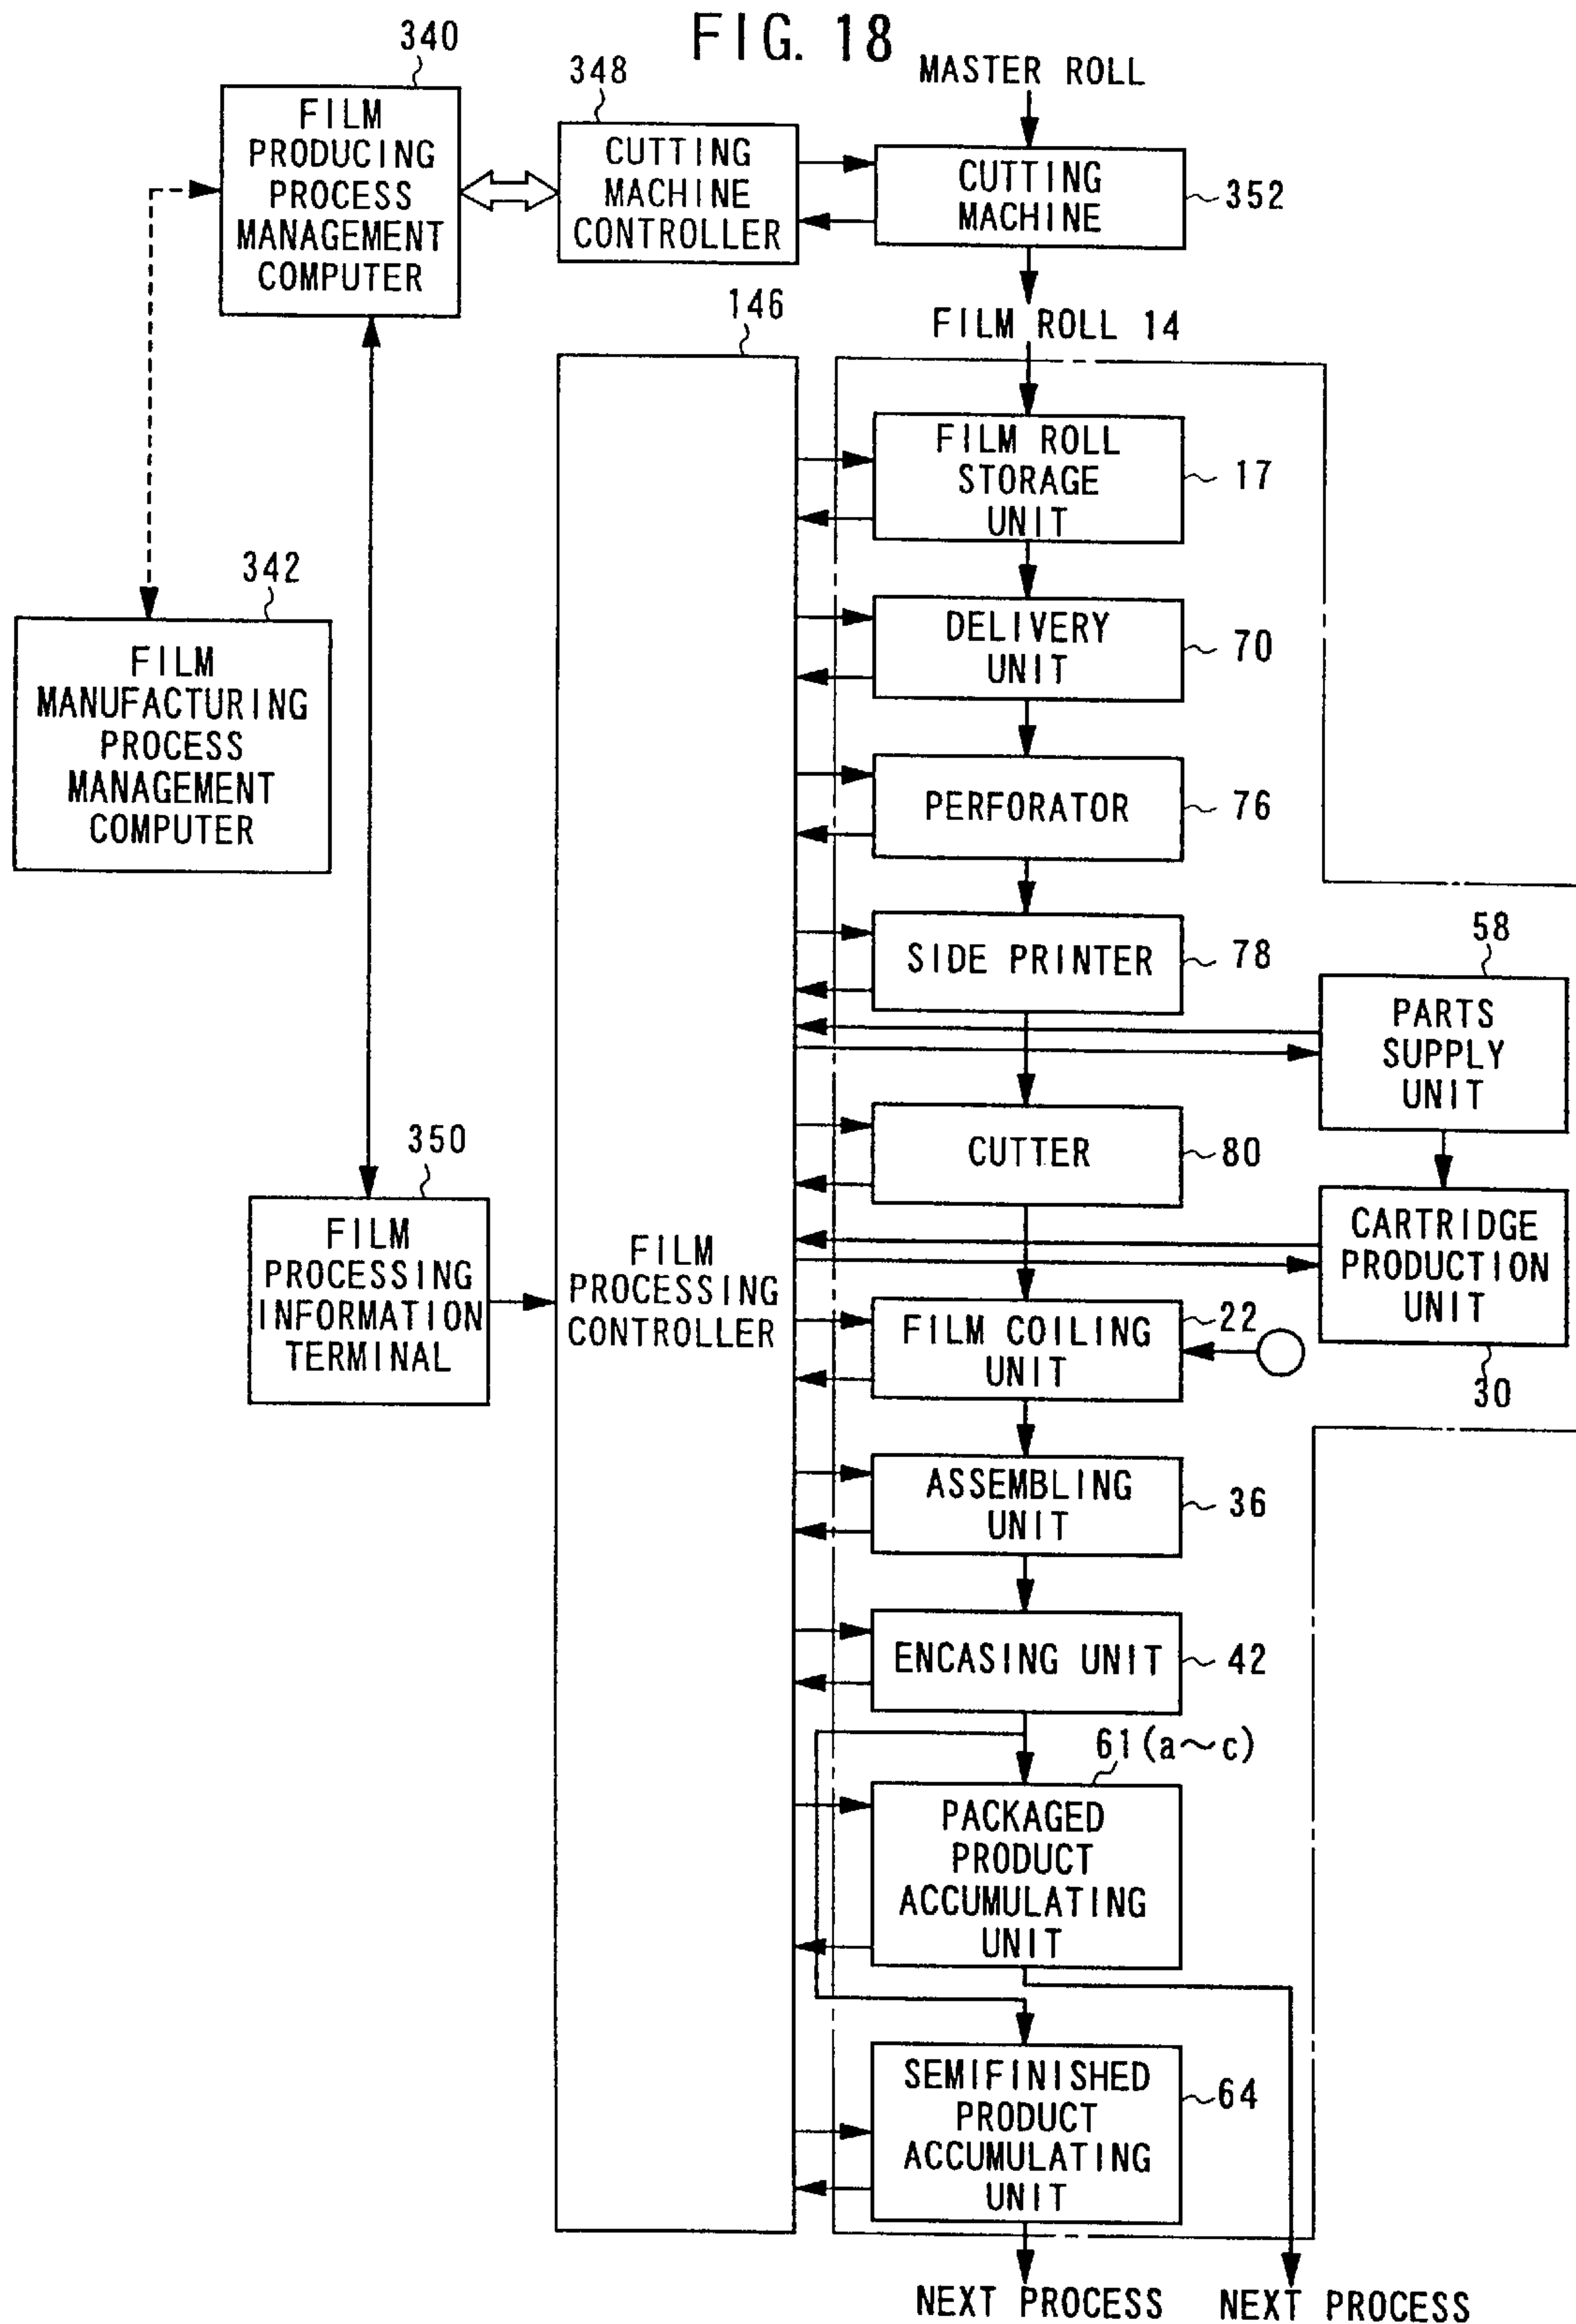 FIG. 18
340
FILM
PRODUCING
PROCESS
MANAGEMENT
COMPUTER
348
CUTTING
MACHINE
CONTROLLER
MASTER ROLL
CUTTING
MACHINE
352
FILM ROLL 14
146
FILM
PROCESSING
CONTROLLER
FILM ROLL
STORAGE
UNIT
17
342
FILM
MANUFACTURING
PROCESS
MANAGEMENT
COMPUTER
DELIVERY
UNIT
70
PERFORATOR
76
SIDE PRINTER
78
58
PARTS
SUPPLY
UNIT
CUTTER
80
350
FILM
PROCESSING
INFORMATION
TERMINAL
CARTRIDGE
PRODUCTION
UNIT
30
FILM COILING
UNIT
22
ASSEMBLING
UNIT
36
ENCASING UNIT
42
61(a~c)
PACKAGED
PRODUCT
ACCUMULATING
UNIT
SEMIFINISHED
PRODUCT
ACCUMULATING
UNIT
64
NEXT PROCESS
NEXT PROCESS